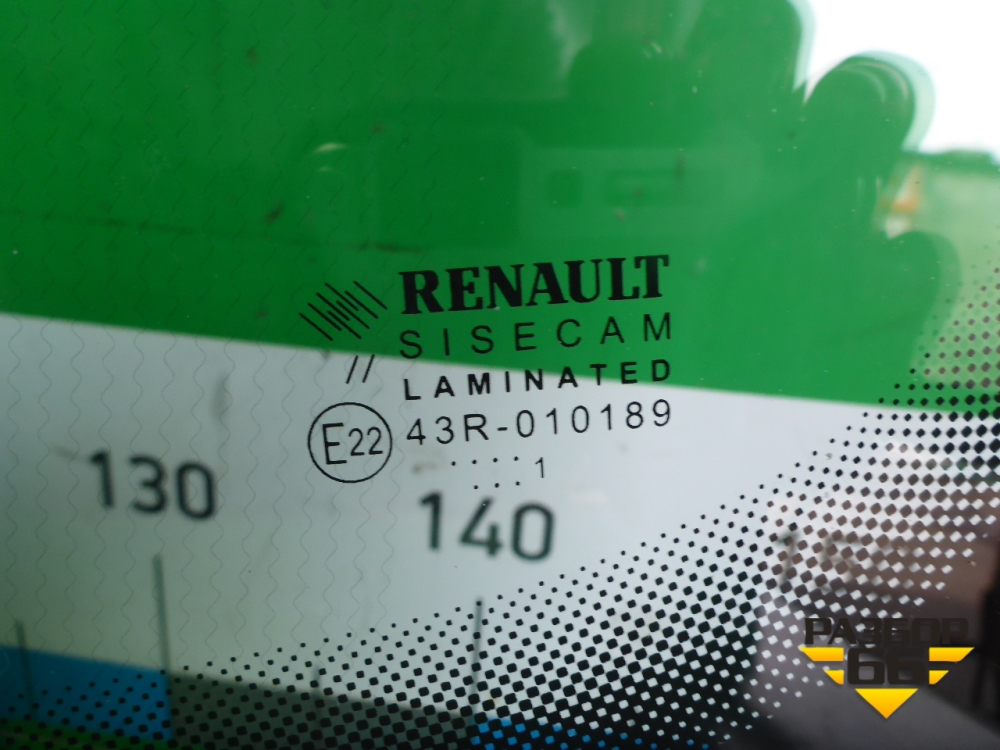 RENAULT
SISECAM
//
LAMINATED
E22 43R-010189
. . . . . 1
. . .
130
140
РАЗБОР
66